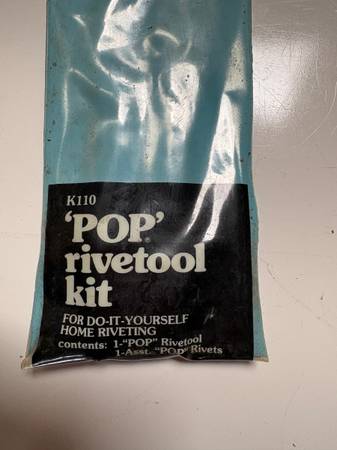 K110
'POP'®
rivetool
kit
FOR DO-IT-YOURSELF
HOME RIVETING
contents: 1-"POP" Rivetool
1-Asst. "POP" Rivets